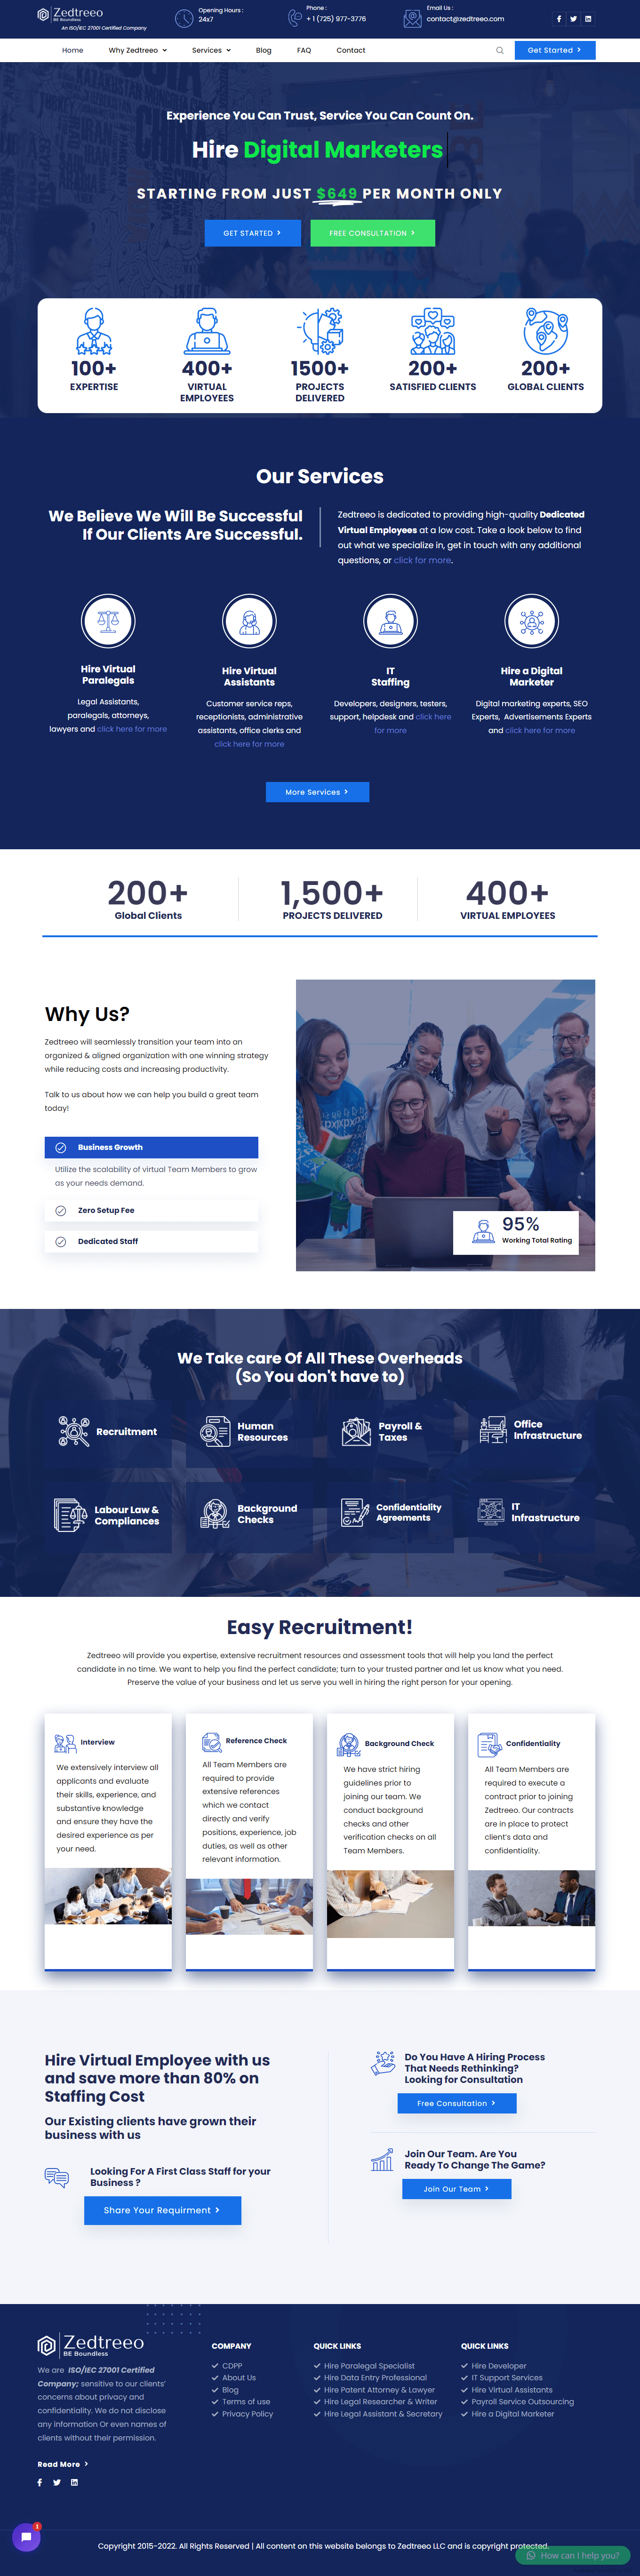 Zedtreeo
BE Boundless
An ISO/IEC 27001 Certified Company
Opening Hours :
24x7
Phone :
+ 1 (725) 977-3776
Email Us :
contact@zedtreeo.com
Home
Why Zedtreeo
Services
Blog
FAQ
Contact
Get Started
Experience You Can Trust, Service You Can Count On.
Hire Digital Marketers
STARTING FROM JUST $649 PER MONTH ONLY
GET STARTED
FREE CONSULTATION
100+
EXPERTISE
400+
VIRTUAL
EMPLOYEES
1500+
PROJECTS
DELIVERED
200+
SATISFIED CLIENTS
200+
GLOBAL CLIENTS
Our Services
We Believe We Will Be Successful
If Our Clients Are Successful.
Zedtreeo is dedicated to providing high-quality Dedicated
Virtual Employees at a low cost. Take a look below to find
out what we specialize in, get in touch with any additional
questions, or click for more.
Hire Virtual
Paralegals
Legal Assistants,
paralegals, attorneys,
lawyers and click here for more
Hire Virtual
Assistants
Customer service reps,
receptionists, administrative
assistants, office clerks and
click here for more
IT
Staffing
Developers, designers, testers,
support, helpdesk and click here
for more
Hire a Digital
Marketer
Digital marketing experts, SEO
Experts, Advertisements Experts
and click here for more
More Services
200+
Global Clients
1,500+
PROJECTS DELIVERED
400+
VIRTUAL EMPLOYEES
Why Us?
Zedtreeo will seamlessly transition your team into an
organized & aligned organization with one winning strategy
while reducing costs and increasing productivity.
Talk to us about how we can help you build a great team
today!
Business Growth
Utilize the scalability of virtual Team Members to grow
as your needs demand.
Zero Setup Fee
Dedicated Staff
95%
Working Total Rating
We Take care Of All These Overheads
(So You don't have to)
Recruitment
Human
Resources
Payroll &
Taxes
Office
Infrastructure
Labour Law &
Compliances
Background
Checks
Confidentiality
Agreements
IT
Infrastructure
Easy Recruitment!
Zedtreeo will provide you expertise, extensive recruitment resources and assessment tools that will help you land the perfect
candidate in no time. We want to help you find the perfect candidate; turn to your trusted partner and let us know what you need.
Preserve the value of your business and let us serve you well in hiring the right person for your opening.
Interview
We extensively interview all
applicants and evaluate
their skills, experience, and
substantive knowledge
and ensure they have the
desired experience as per
your need.
Reference Check
All Team Members are
required to provide
extensive references
which we contact
directly and verify
positions, experience, job
duties, as well as other
relevant information.
Background Check
We have strict hiring
guidelines prior to
joining our team. We
conduct background
checks and other
verification checks on all
Team Members.
Confidentiality
All Team Members are
required to execute a
contract prior to joining
Zedtreeo. Our contracts
are in place to protect
client's data and
confidentiality.
Hire Virtual Employee with us
and save more than 80% on
Staffing Cost
Our Existing clients have grown their
business with us
Looking For A First Class Staff for your
Business ?
Share Your Requirment
Do You Have A Hiring Process
That Needs Rethinking?
Looking for Consultation
Free Consultation
Join Our Team. Are You
Ready To Change The Game?
Join Our Team
Zedtreeo
BE Boundless
We are ISO/IEC 27001 Certified
Company; sensitive to our clients'
concerns about privacy and
confidentiality. We do not disclose
any information Or even names of
clients without their permission.
Read More
COMPANY
CDPP
About Us
Blog
Terms of use
Privacy Policy
QUICK LINKS
Hire Paralegal Specialist
Hire Data Entry Professional
Hire Patent Attorney & Lawyer
Hire Legal Researcher & Writer
Hire Legal Assistant & Secretary
QUICK LINKS
Hire Developer
IT Support Services
Hire Virtual Assistants
Payroll Service Outsourcing
Hire a Digital Marketer
1
Copyright 2015-2022. All Rights Reserved | All content on this website belongs to Zedtreeo LLC and is copyright protected.
How can I help you?